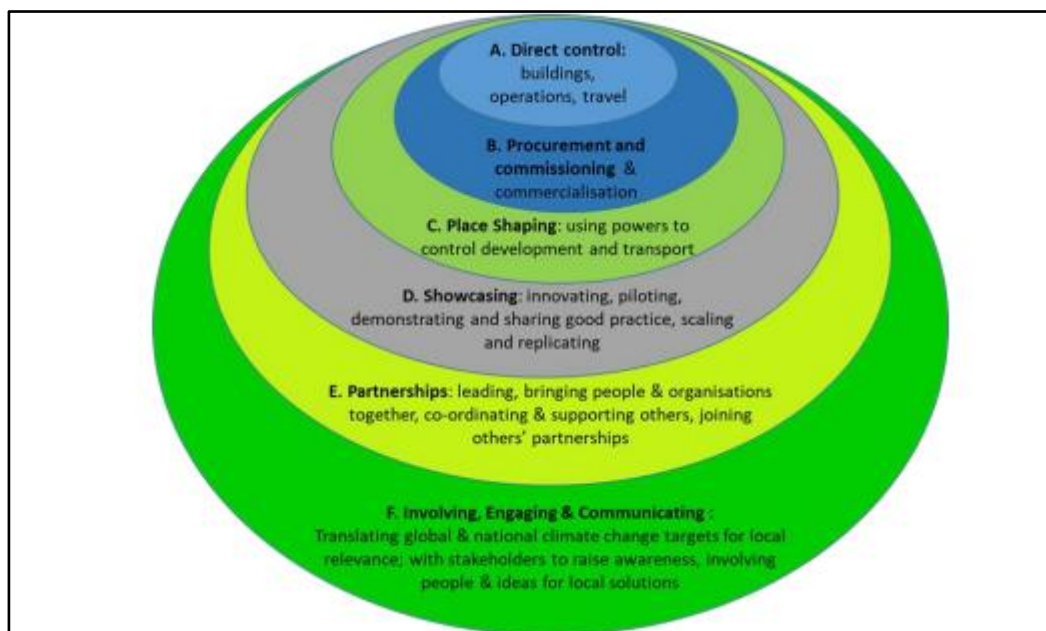 A. Direct control:
buildings,
operations, travel
B. Procurement and
commissioning &
commercialisation
C. Place Shaping: using powers to
control development and transport
D. Showcasing: innovating, piloting,
demonstrating and sharing good practice, scaling
and replicating
E. Partnerships: leading, bringing people & organisations
together, co-ordinating & supporting others, joining
others’ partnerships
F. Involving, Engaging & Communicating :
Translating global & national climate change targets for local
relevance; with stakeholders to raise awareness, involving
people & ideas for local solutions